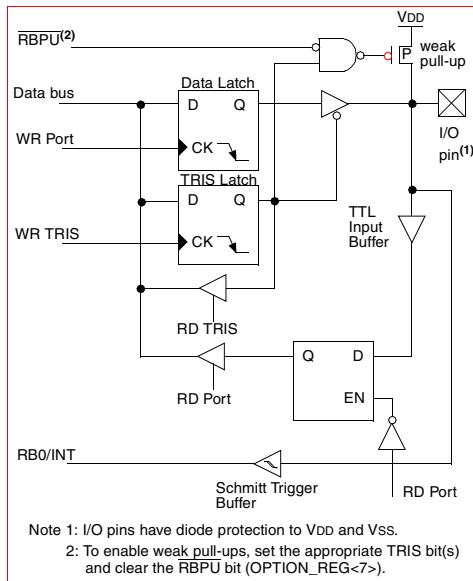 VDD
RBPU(2)
weak
pull-up
P
Data bus
Data Latch
D Q
WR Port
CK
I/O
pin(1)
TRIS Latch
D Q
WR TRIS
CK
TTL
Input
Buffer
RD TRIS
Q D
RD Port
EN
RB0/INT
Schmitt Trigger
Buffer
RD Port
Note 1: I/O pins have diode protection to VDD and VSS.
2: To enable weak pull-ups, set the appropriate TRIS bit(s)
and clear the RBPU bit (OPTION_REG<7>).